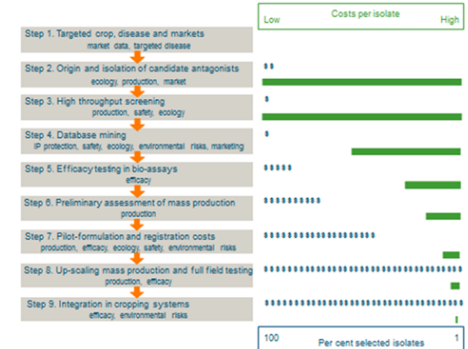 Costs per isolate
Low High
Step 1. Targeted crop, disease and markets
market data, targeted disease
Step 2. Origin and isolation of candidate antagonists
ecology, production, market
$$
Step 3. High throughput screening
production, safety, ecology
$
Step 4. Database mining
IP protection, safety, ecology, environmental risks, marketing
$
Step 5. Efficacy testing in bio-assays
efficacy
$$$$$
Step 6. Preliminary assessment of mass production
production
$$$$$$$$$$
Step 7. Pilot-formulation and registration costs
production, efficacy, ecology, safety, environmental risks
Step 8. Up-scaling mass production and full field testing
production, efficacy
Step 9. Integration in cropping systems
efficacy, environmental risks
100 Per cent selected isolates 1